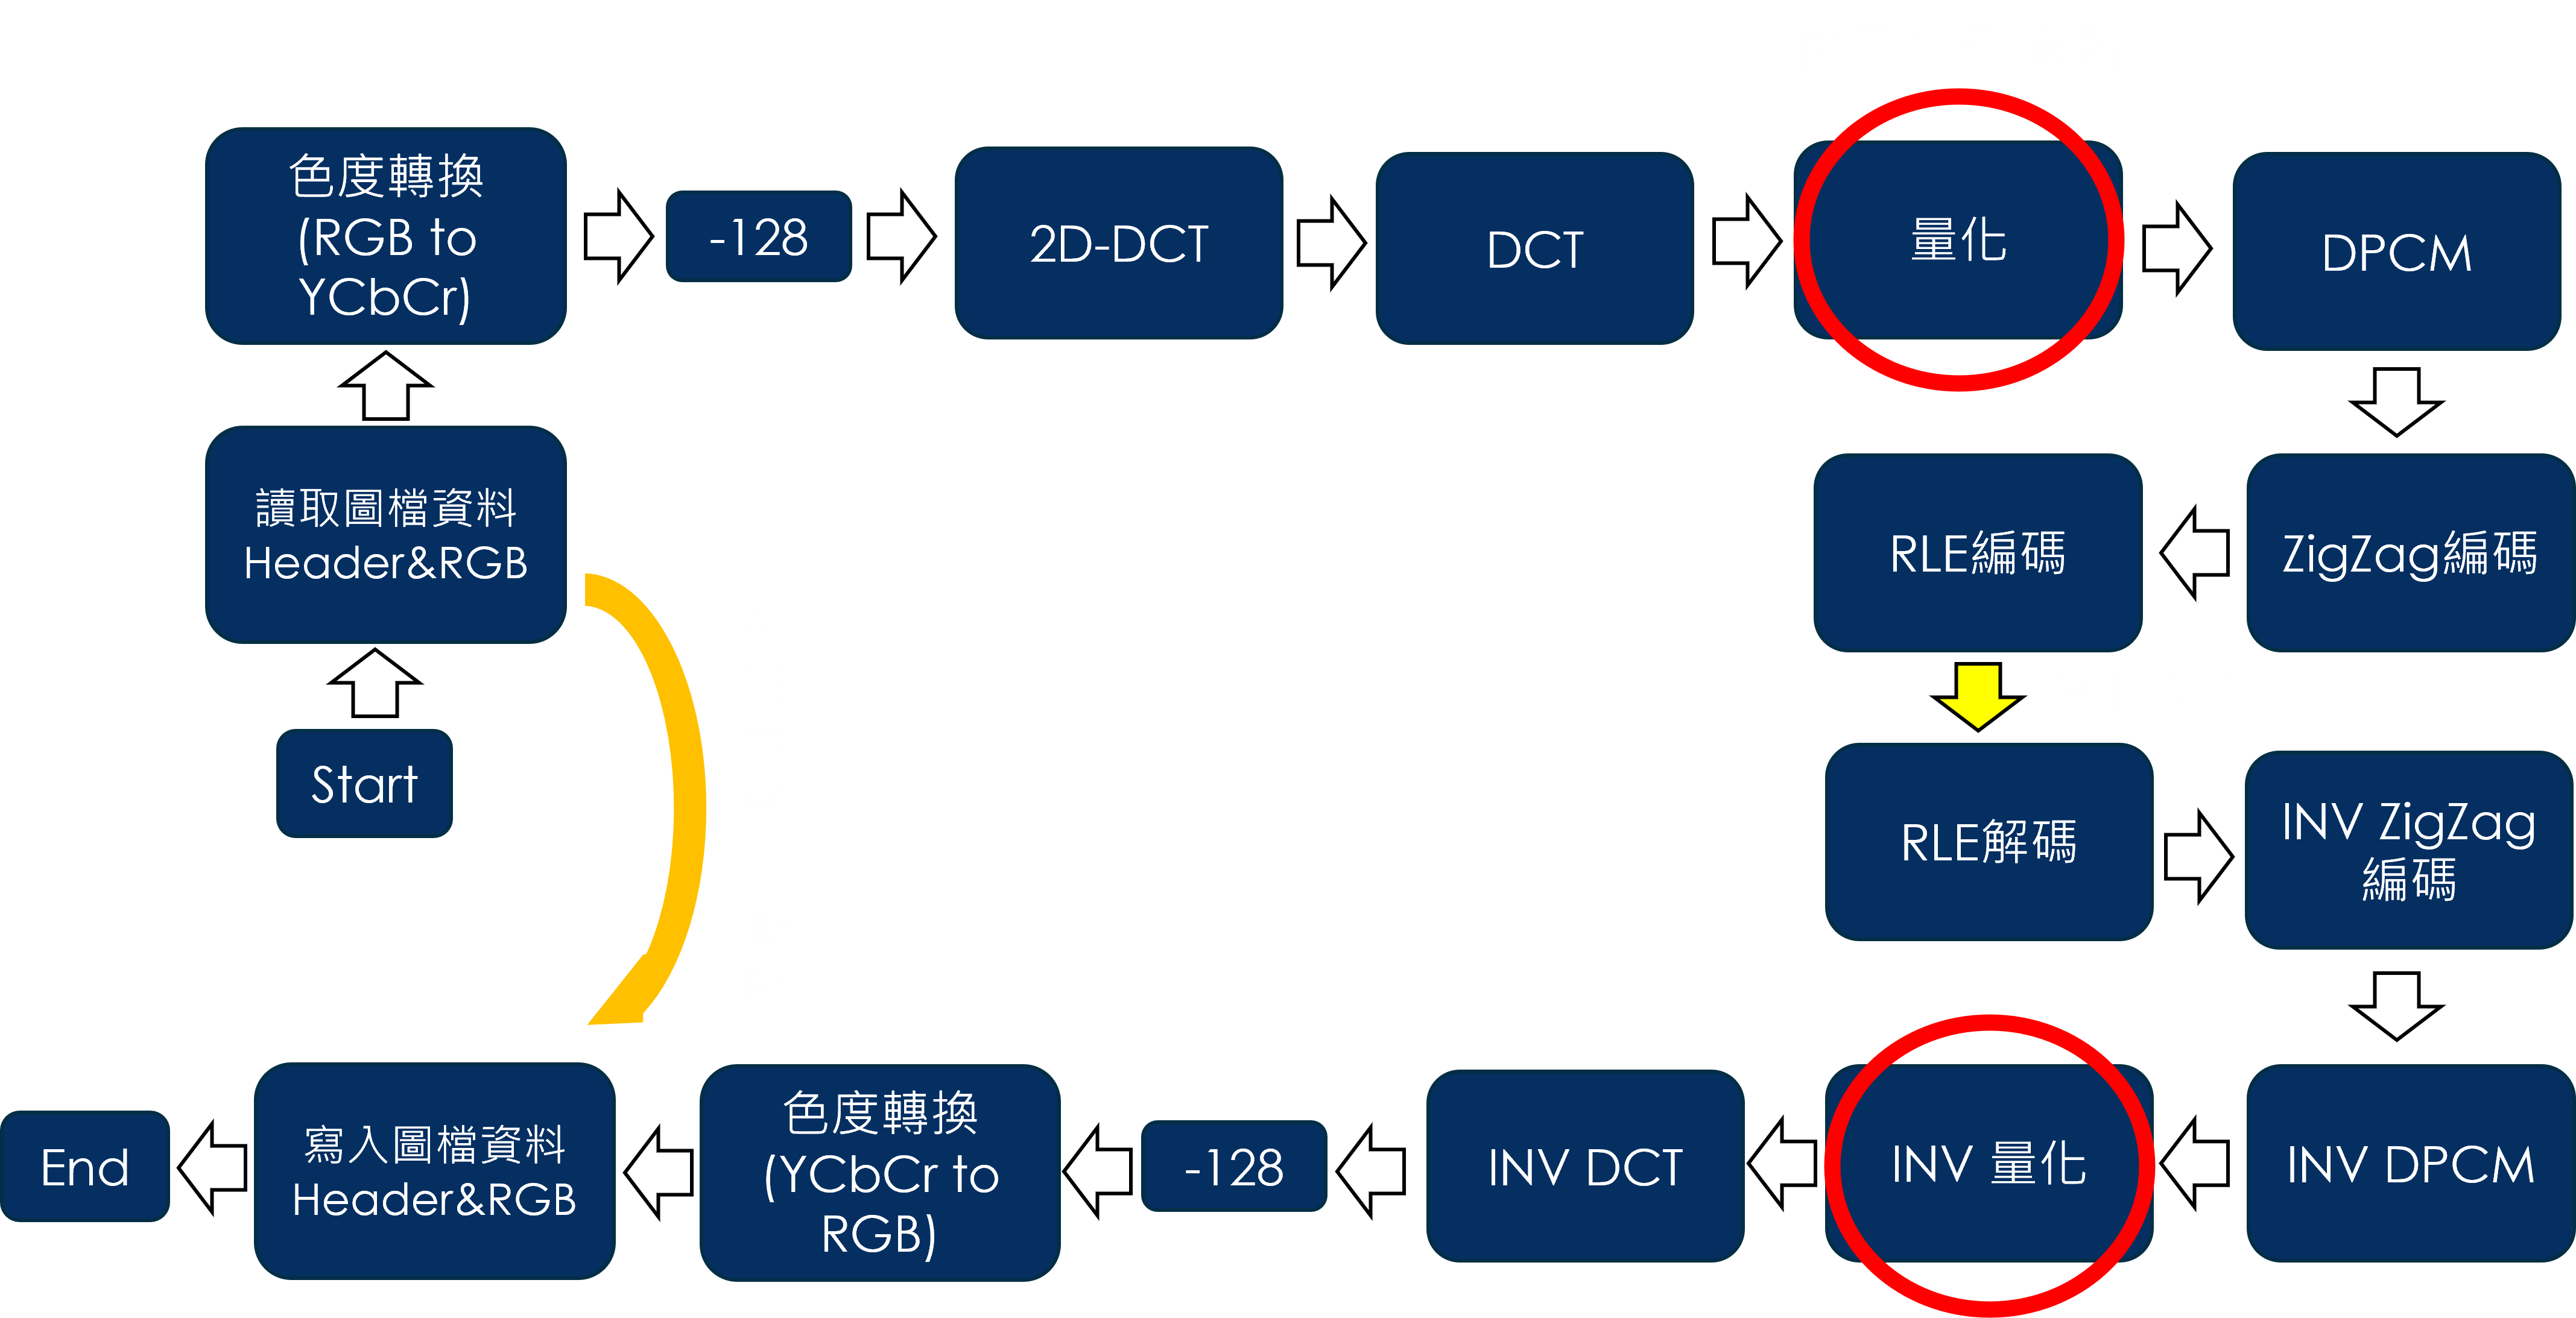 色度轉換
(RGB to
YCbCr)
-128
2D-DCT
DCT
量化
DPCM
讀取圖檔資料
Header&RGB
RLE編碼
ZigZag編碼
Start
RLE解碼
INV ZigZag
編碼
End
寫入圖檔資料
Header&RGB
色度轉換
(YCbCr to
RGB)
-128
INV DCT
INV 量化
INV DPCM